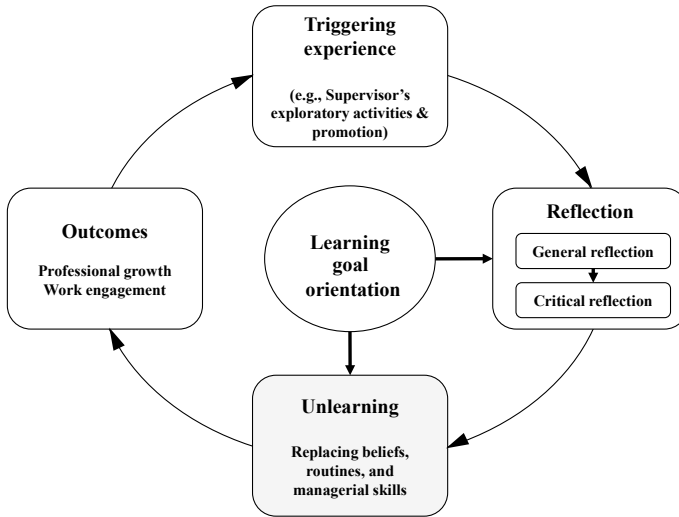 Triggering
experience
(e.g., Supervisor’s
exploratory activities &
promotion)
Reflection
General reflection
Critical reflection
Learning
goal
orientation
Outcomes
Professional growth
Work engagement
Unlearning
Replacing beliefs,
routines, and
managerial skills